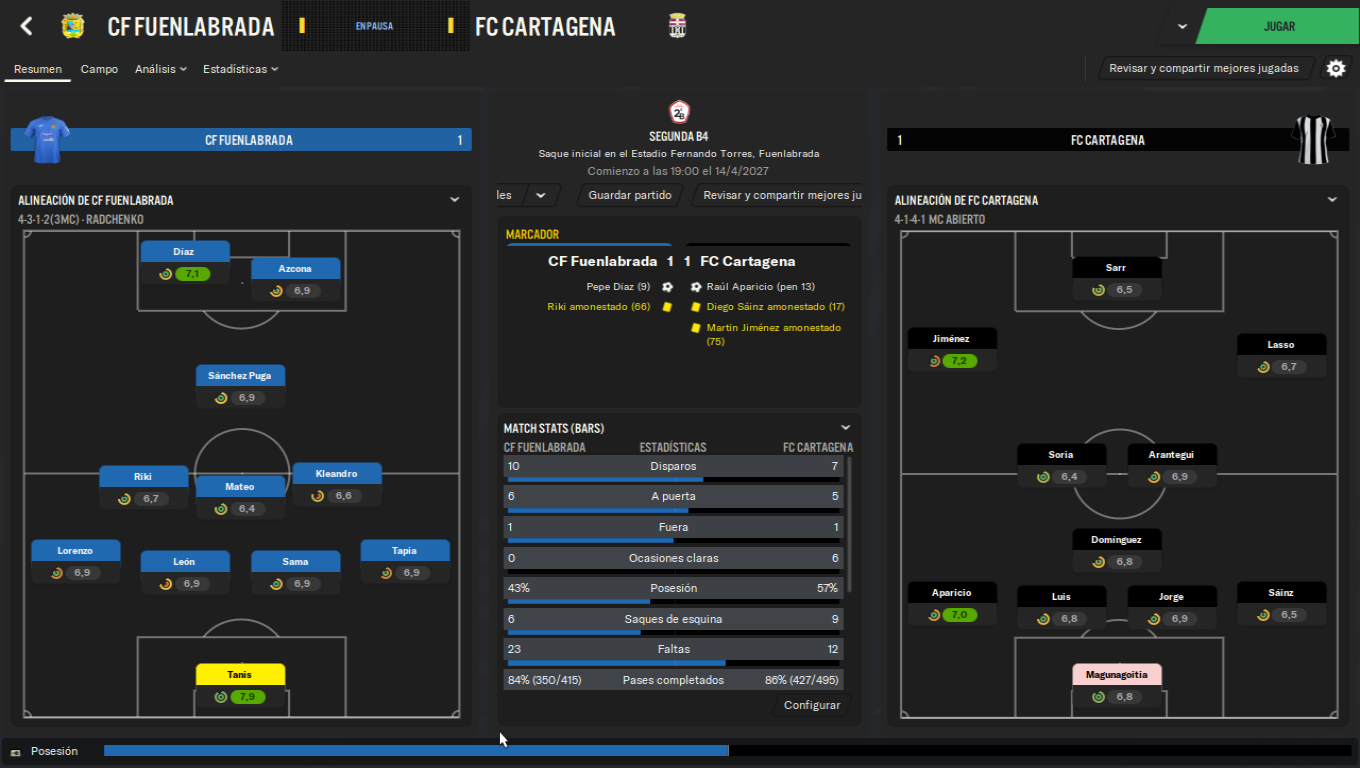 CF FUENLABRADA
EN PAUSA
FC CARTAGENA
JUGAR
Resumen
Campo
Análisis
Estadísticas
Revisar y compartir mejores jugadas
CF FUENLABRADA 1
2ªB
SEGUNDA B4
Saque inicial en el Estadio Fernando Torres, Fuenlabrada
Comienzo a las 19:00 el 14/4/2027
les
Guardar partido
Revisar y compartir mejores ju
1 FC CARTAGENA
ALINEACIÓN DE CF FUENLABRADA
4-3-1-2(3MC) - RADCHENKO
Díaz
7,1
Azcona
6,9
Sánchez Puga
6,9
Riki
6,7
Mateo
6,4
Kleandro
6,6
Lorenzo
6,9
León
6,9
Sama
6,9
Tapia
6,9
Tanis
7,9
MARCADOR
CF Fuenlabrada 1 1 FC Cartagena
Pepe Díaz (9) Raúl Aparicio (pen 13)
Riki amonestado (66) Diego Sáinz amonestado (17)
Martín Jiménez amonestado
(75)
MATCH STATS (BARS)
CF FUENLABRADA ESTADÍSTICAS FC CARTAGENA
10 Disparos 7
6 A puerta 5
1 Fuera 1
0 Ocasiones claras 6
43% Posesión 57%
6 Saques de esquina 9
23 Faltas 12
84% (350/415) Pases completados 86% (427/495)
Configurar
ALINEACIÓN DE FC CARTAGENA
4-1-4-1 MC ABIERTO
Sarr
6,5
Jiménez
7,2
Lasso
6,7
Soria
6,4
Arantegui
6,9
Domínguez
6,8
Aparicio
7,0
Luis
6,8
Jorge
6,9
Sáinz
6,5
Magunagoitia
6,8
Posesión